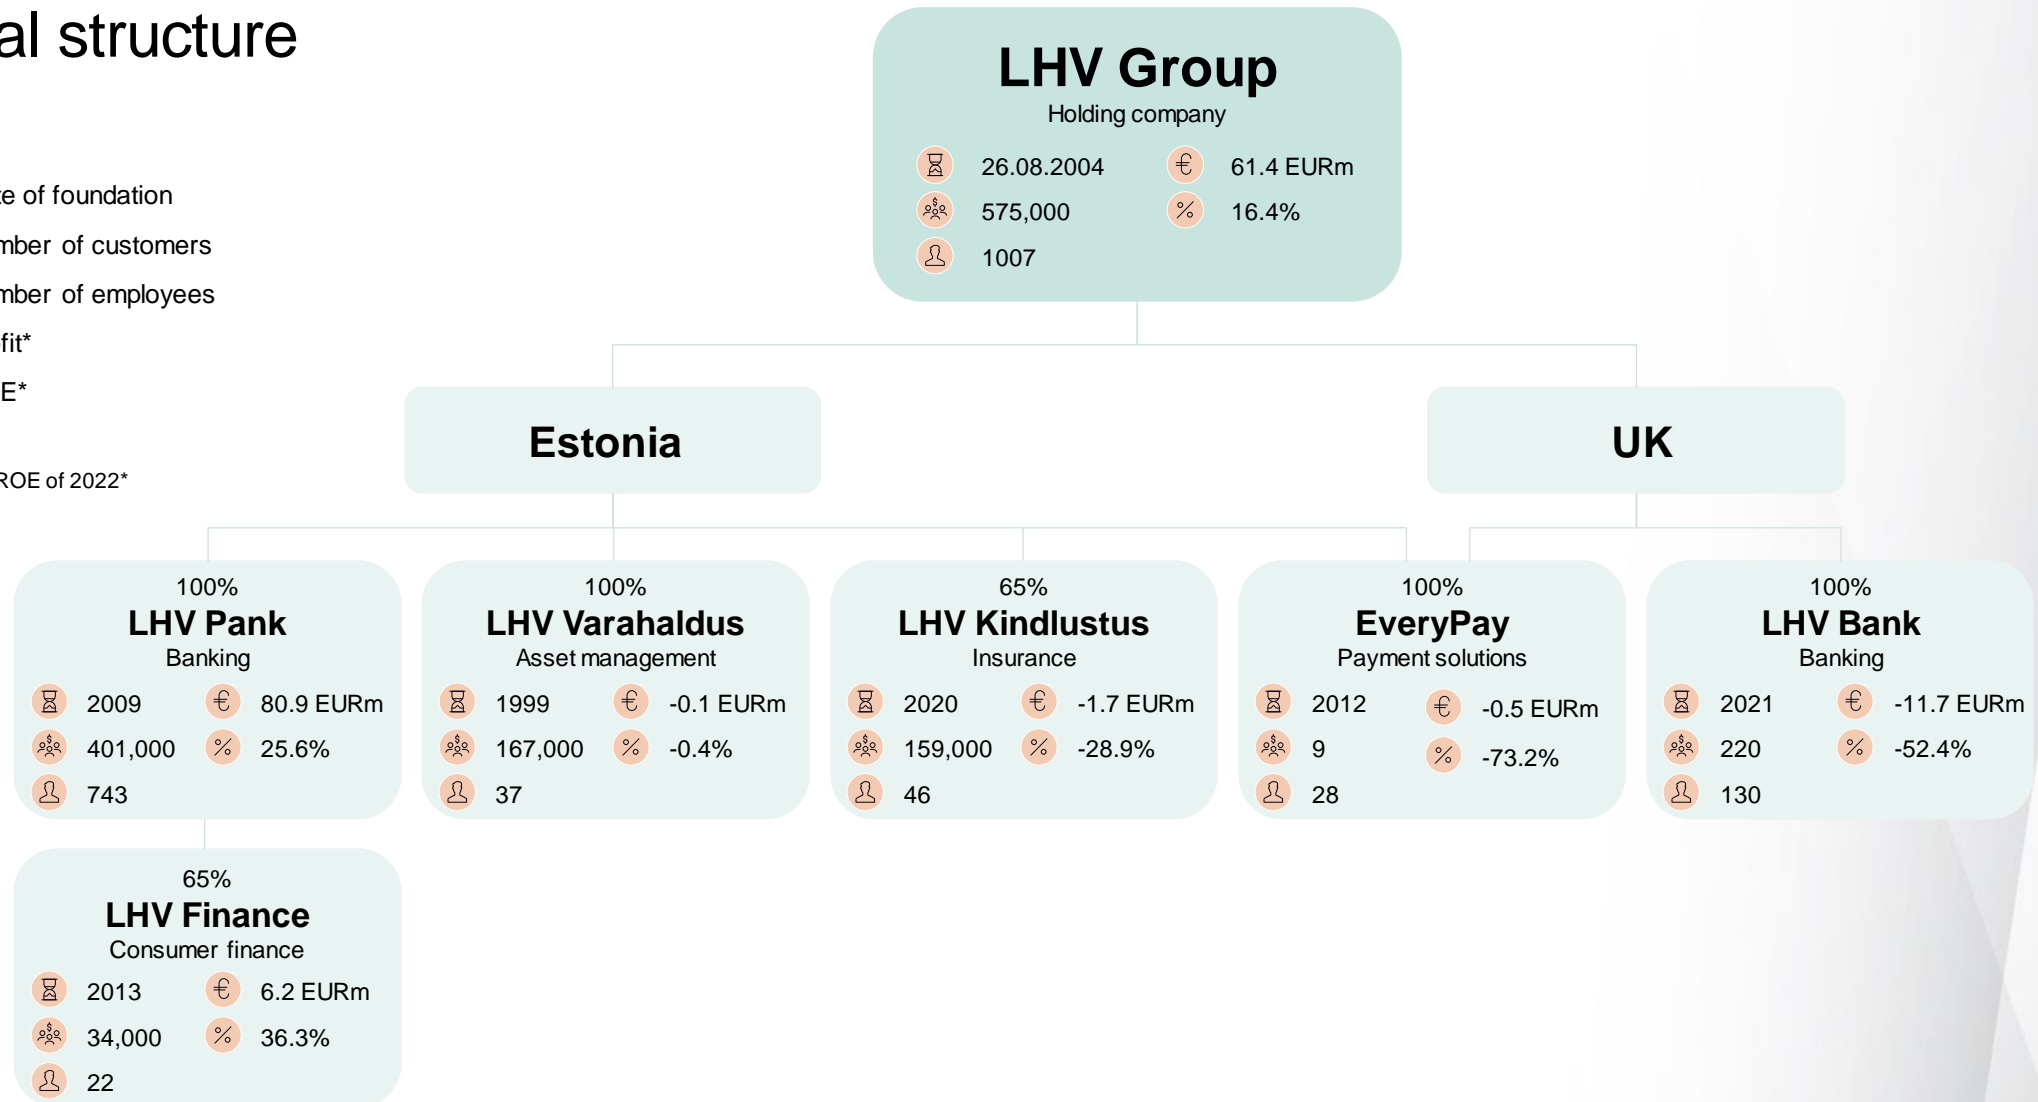 al structure
te of foundation
mber of customers
mber of employees
fit*
E*
ROE of 2022*
LHV Group
Holding company
26.08.2004
61.4 EURm
575,000
16.4%
1007
Estonia
UK
100%
LHV Pank
Banking
2009
80.9 EURm
401,000
25.6%
743
100%
LHV Varahaldus
Asset management
1999
-0.1 EURm
167,000
-0.4%
37
65%
LHV Kindlustus
Insurance
2020
-1.7 EURm
159,000
-28.9%
46
100%
EveryPay
Payment solutions
2012
-0.5 EURm
9
-73.2%
28
100%
LHV Bank
Banking
2021
-11.7 EURm
220
-52.4%
130
65%
LHV Finance
Consumer finance
2013
6.2 EURm
34,000
36.3%
22